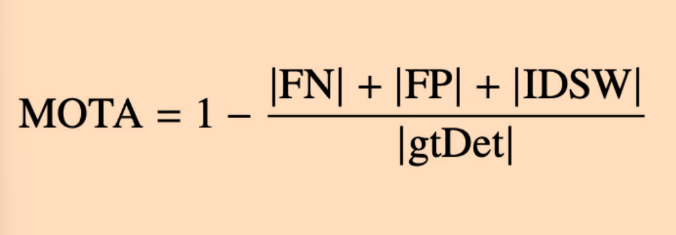 MOTA = 1 - |FN| + |FP| + |IDSW|
|gtDet|